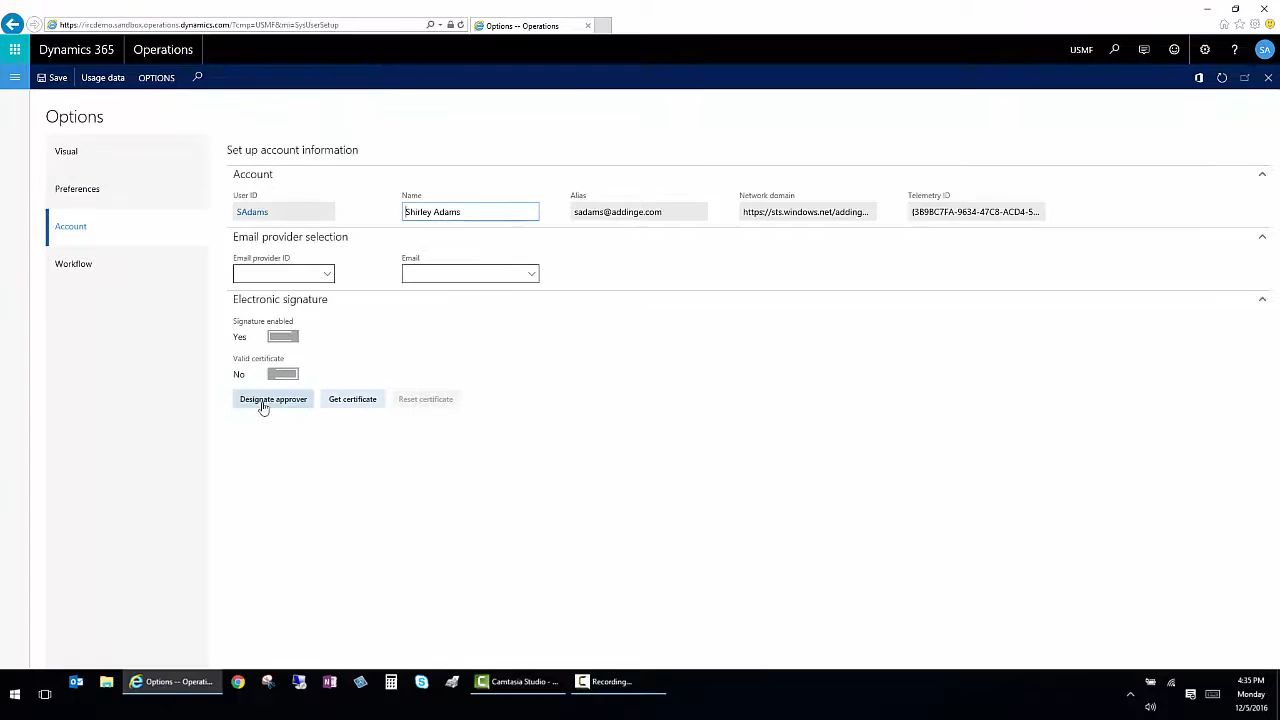 https://ircdemo.sandbox.operations.dynamics.com/?cmp=USMF&mi=SysUserSetup
Options -- Operations
Dynamics 365
Operations
USMF
SA
Save
Usage data
OPTIONS
Options
Visual
Preferences
Account
Workflow
Set up account information
Account
User ID
Name
Alias
Network domain
Telemetry ID
SAdams
Shirley Adams
sadams@addinge.com
https://sts.windows.net/adding...
{3B9BC7FA-9634-47C8-ACD4-5...
Email provider selection
Email provider ID
Email
Electronic signature
Signature enabled
Yes
Valid certificate
No
Designate approver
Get certificate
Reset certificate
Options -- Operati...
Camtasia Studio - ...
Recording...
4:35 PM
Monday
12/5/2016